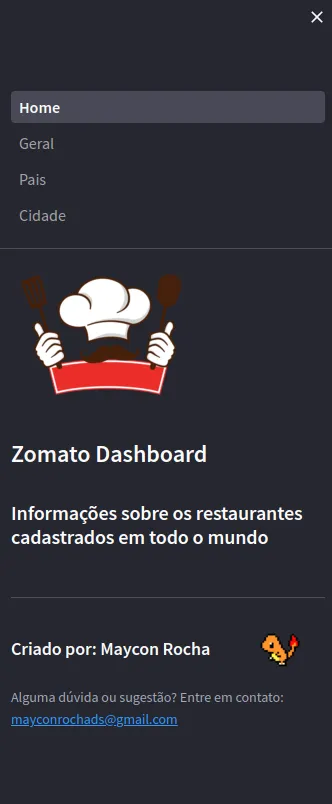 Home
Geral
Pais
Cidade
Zomato Dashboard
Informações sobre os restaurantes
cadastrados em todo o mundo
Criado por: Maycon Rocha
Alguma dúvida ou sugestão? Entre em contato:
mayconrochads@gmail.com